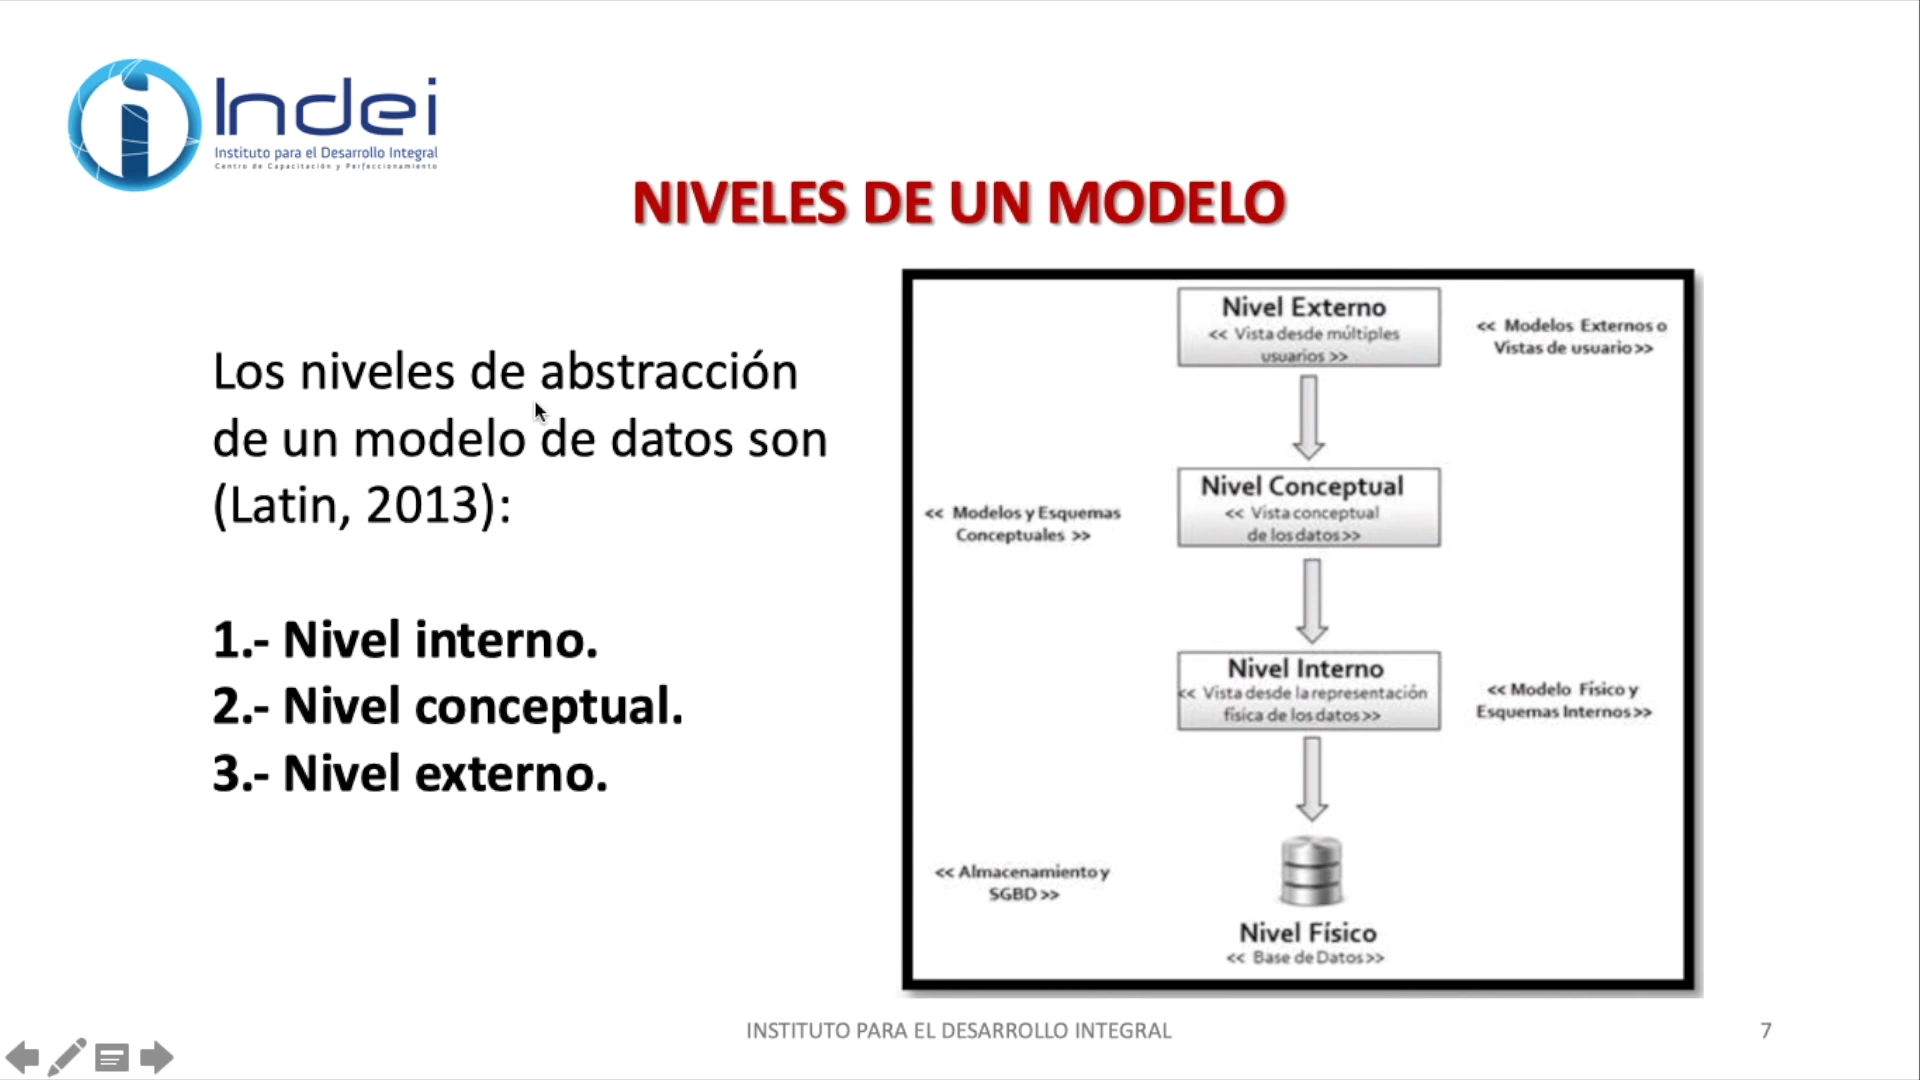 Indei
Instituto para el Desarrollo Integral
Centro de Capacitación y Perfeccionamiento
NIVELES DE UN MODELO
Los niveles de abstracción
de un modelo de datos son
(Latin, 2013):
1.- Nivel interno.
2.- Nivel conceptual.
3.- Nivel externo.
Nivel Externo
<< Vista desde múltiples
usuarios >>
<< Modelos Externos o
Vistas de usuario>>
Nivel Conceptual
<< Vista conceptual
de los datos>>
<< Modelos y Esquemas
Conceptuales >>
Nivel Interno
<< Vista desde la representación
física de los datos>>
<< Modelo Físico y
Esquemas Internos>>
<< Almacenamiento y
SGBD >>
Nivel Físico
<< Base de Datos>>
INSTITUTO PARA EL DESARROLLO INTEGRAL
7